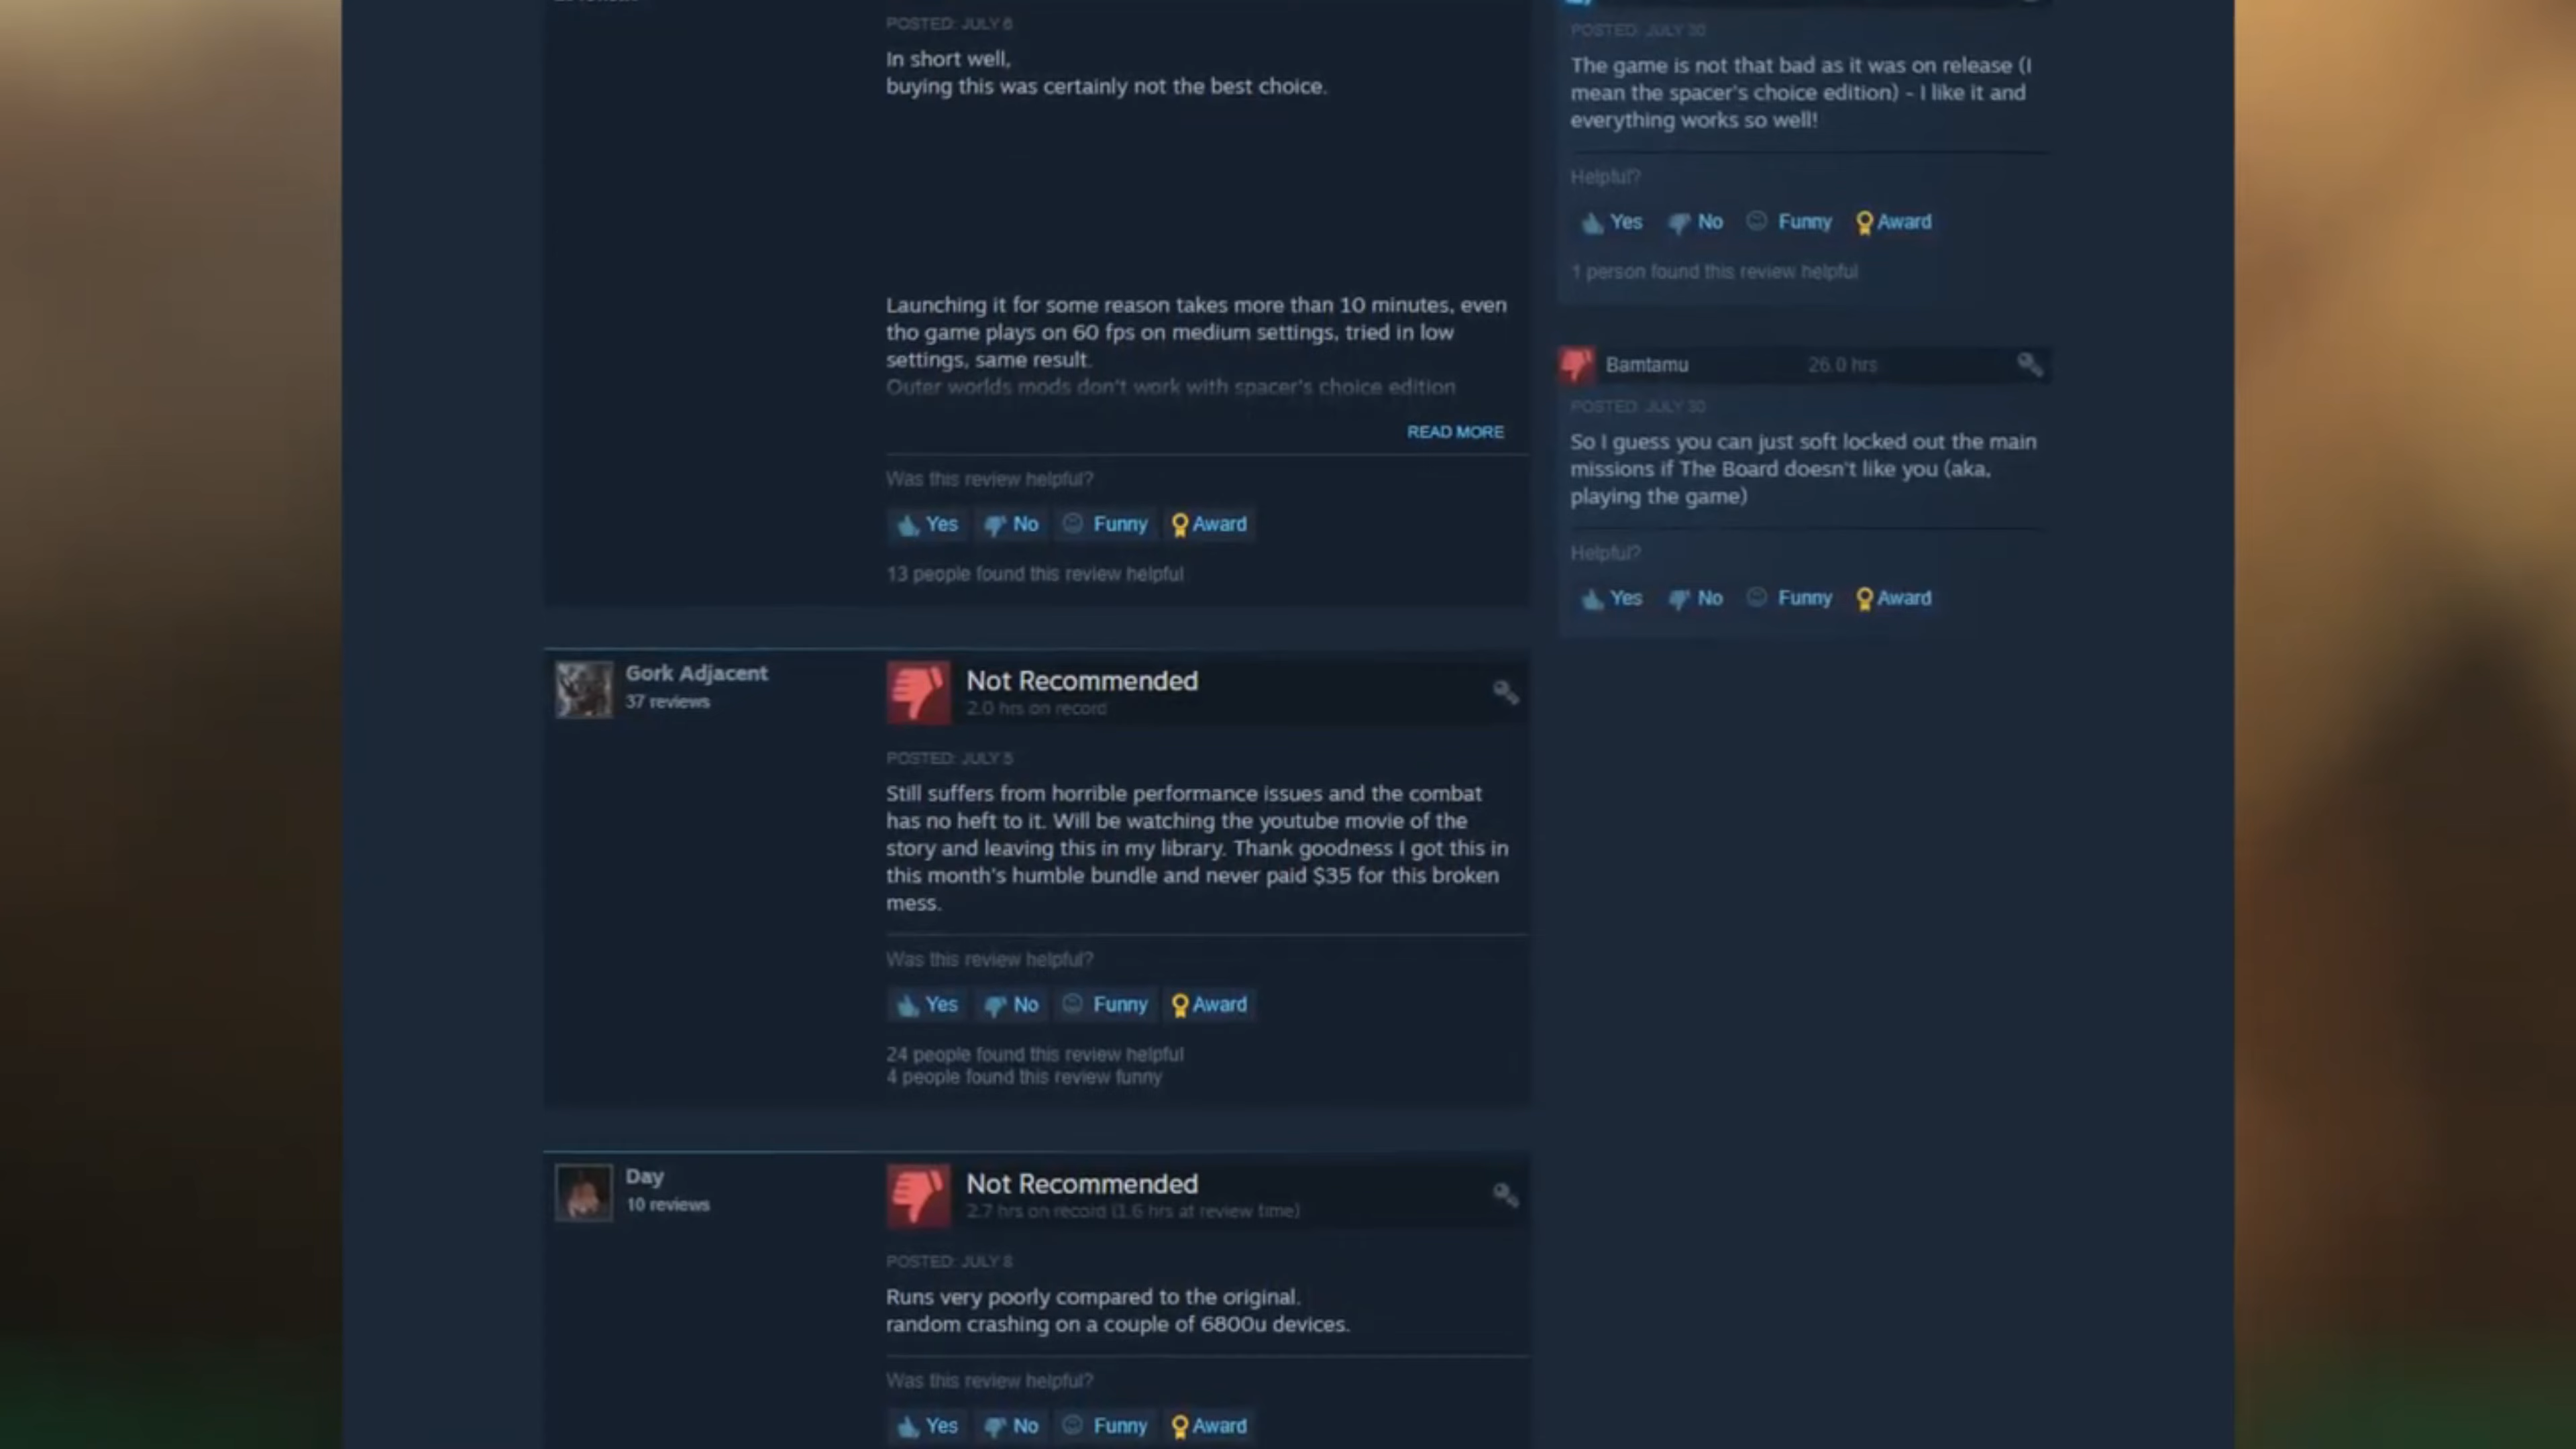 POSTED: JULY 6
In short well,
buying this was certainly not the best choice.
Launching it for some reason takes more than 10 minutes, even
tho game plays on 60 fps on medium settings, tried in low
settings, same result.
Outer worlds mods don't work with spacer's choice edition
READ MORE
Was this review helpful?
Yes No Funny Award
13 people found this review helpful
Gork Adjacent
37 reviews
Not Recommended
2.0 hrs on record
POSTED: JULY 5
Still suffers from horrible performance issues and the combat
has no heft to it. Will be watching the youtube movie of the
story and leaving this in my library. Thank goodness I got this in
this month's humble bundle and never paid $35 for this broken
mess.
Was this review helpful?
Yes No Funny Award
24 people found this review helpful
4 people found this review funny
Day
10 reviews
Not Recommended
2.7 hrs on record (1.6 hrs at review time)
POSTED: JULY 8
Runs very poorly compared to the original.
random crashing on a couple of 6800u devices.
Was this review helpful?
Yes No Funny Award
POSTED: JULY 30
The game is not that bad as it was on release (I
mean the spacer's choice edition) - I like it and
everything works so well!
Helpful?
Yes No Funny Award
1 person found this review helpful
Bamtamu 26.0 hrs
POSTED: JULY 30
So I guess you can just soft locked out the main
missions if The Board doesn't like you (aka,
playing the game)
Helpful?
Yes No Funny Award